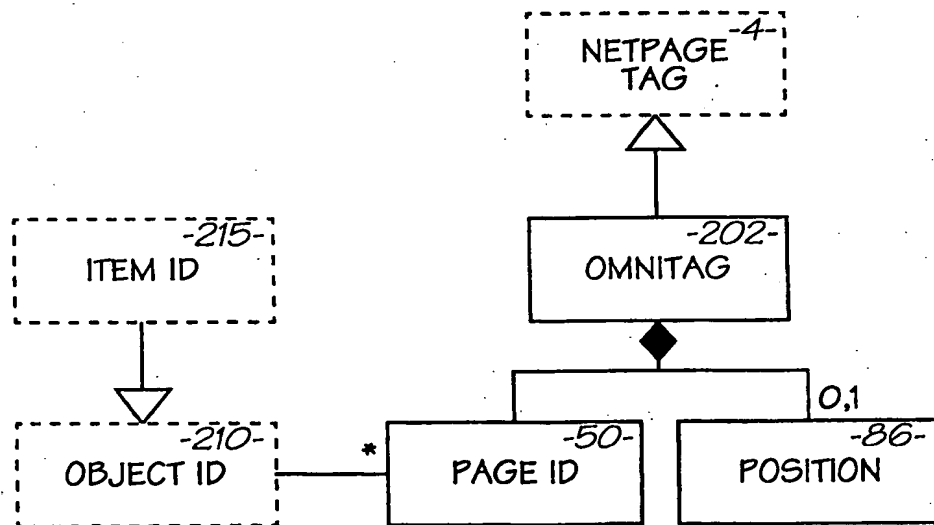 -4-
NETPAGE
TAG
-215-
ITEM ID
-202-
OMNITAG
0,1
-210-
OBJECT ID
*
-50-
PAGE ID
-86-
POSITION